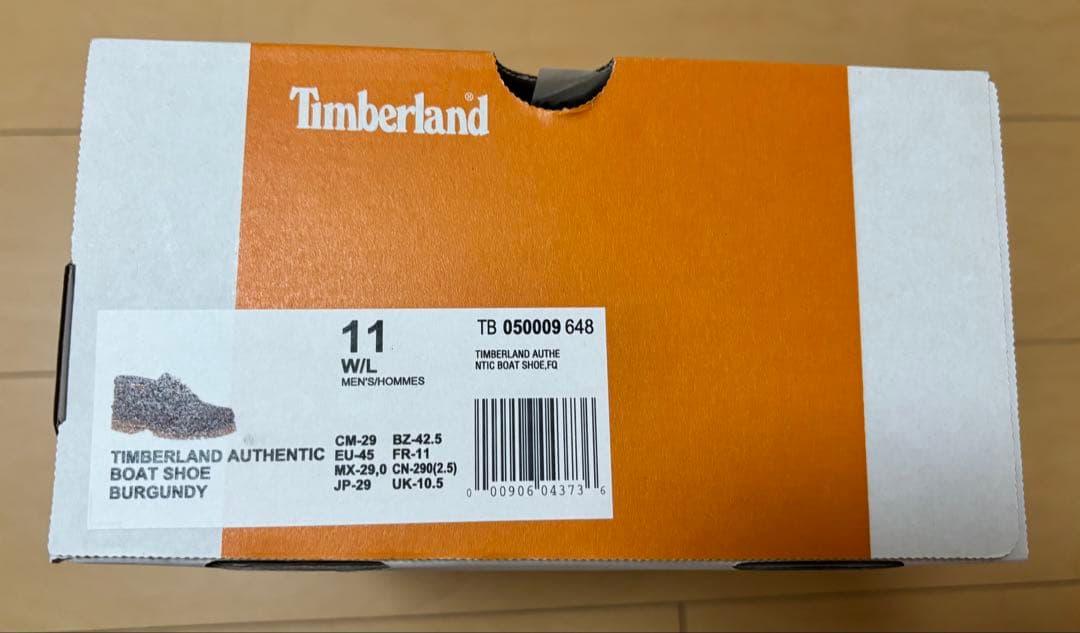 Timberland®
11
W/L
MEN'S/HOMMES
TB 050009 648
TIMBERLAND AUTHE
NTIC BOAT SHOE,FQ
TIMBERLAND AUTHENTIC
BOAT SHOE
BURGUNDY
CM-29 BZ-42.5
EU-45 FR-11
MX-29,0 CN-290(2.5)
JP-29 UK-10.5
0 00906 04373 6